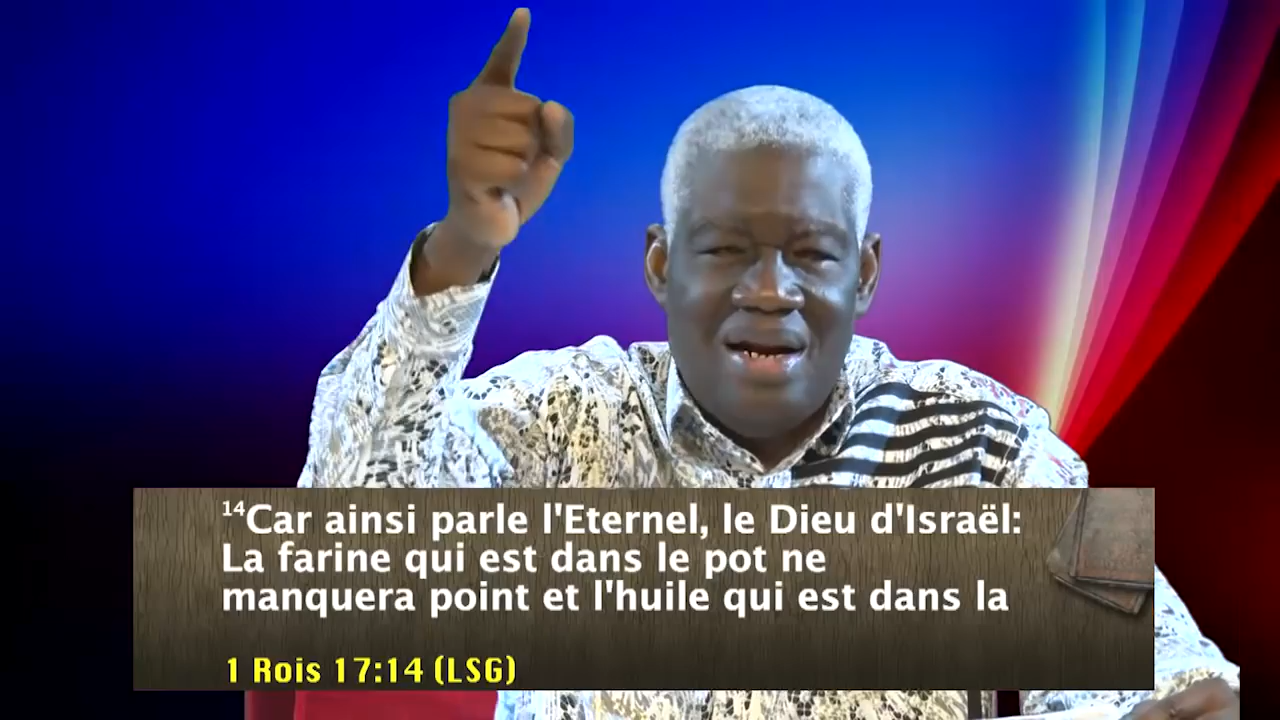 ¹⁴Car ainsi parle l'Eternel, le Dieu d'Israël:
La farine qui est dans le pot ne
manquera point et l'huile qui est dans la
1 Rois 17:14 (LSG)